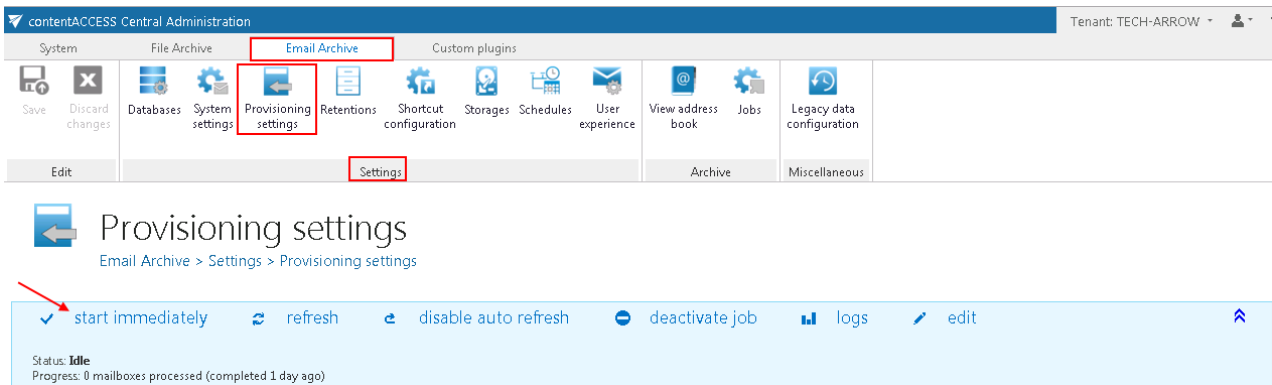 contentACCESS Central Administration
Tenant: TECH-ARROW
System File Archive Email Archive Custom plugins
Save Discard changes Databases System settings Provisioning settings Retentions Shortcut configuration Storages Schedules User experience View address book Jobs Legacy data configuration
Edit Settings Archive Miscellaneous
Provisioning settings
Email Archive > Settings > Provisioning settings
start immediately refresh disable auto refresh deactivate job logs edit
Status: Idle
Progress: 0 mailboxes processed (completed 1 day ago)